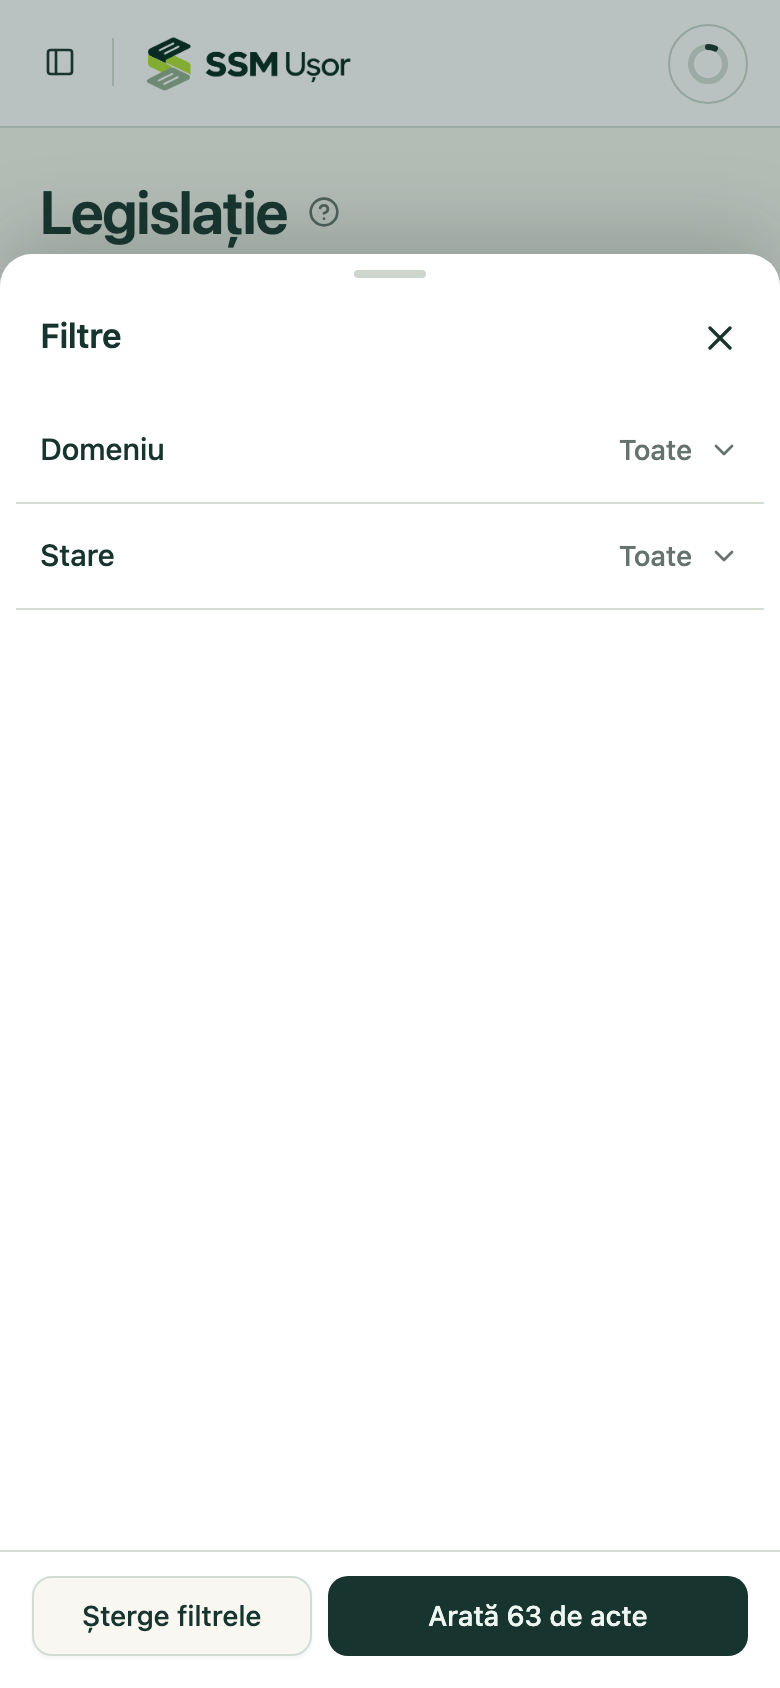 SSM Ușor
Legislație
Filtre
Domeniu Toate
Stare Toate
Șterge filtrele Arată 63 de acte